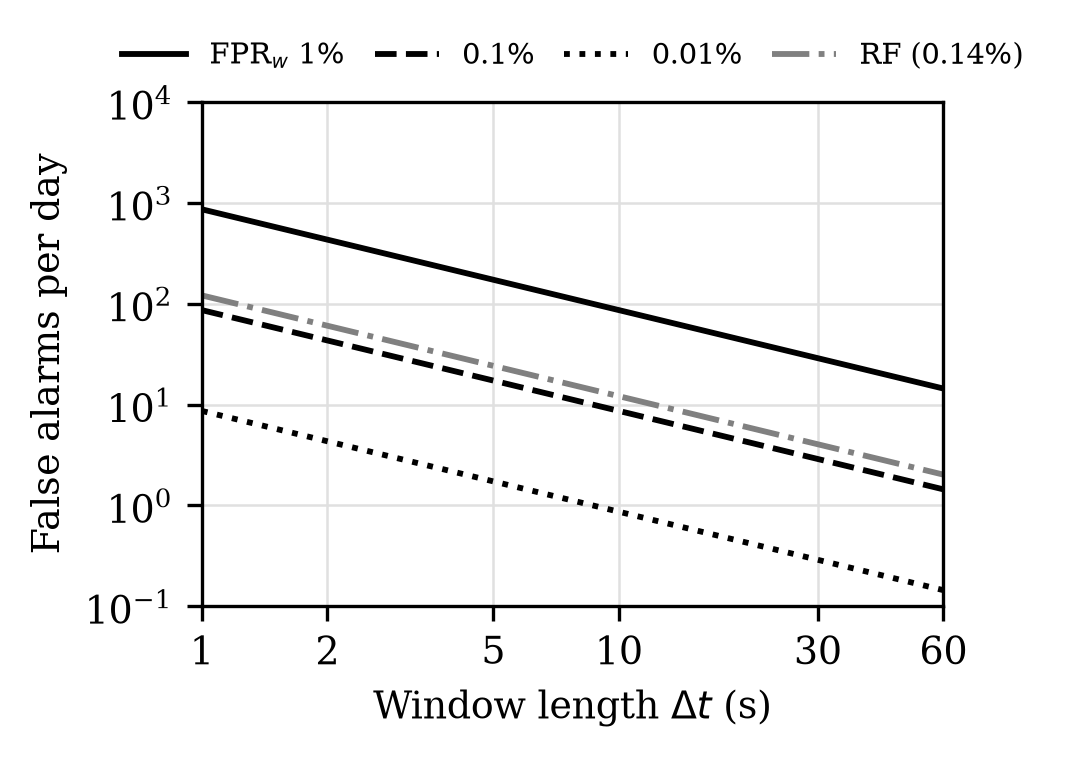 FPR_w 1% 0.1% 0.01% RF (0.14%)
10^4
10^3
10^2
10^1
10^0
10^−1
False alarms per day
1 2 5 10 30 60
Window length Δt (s)